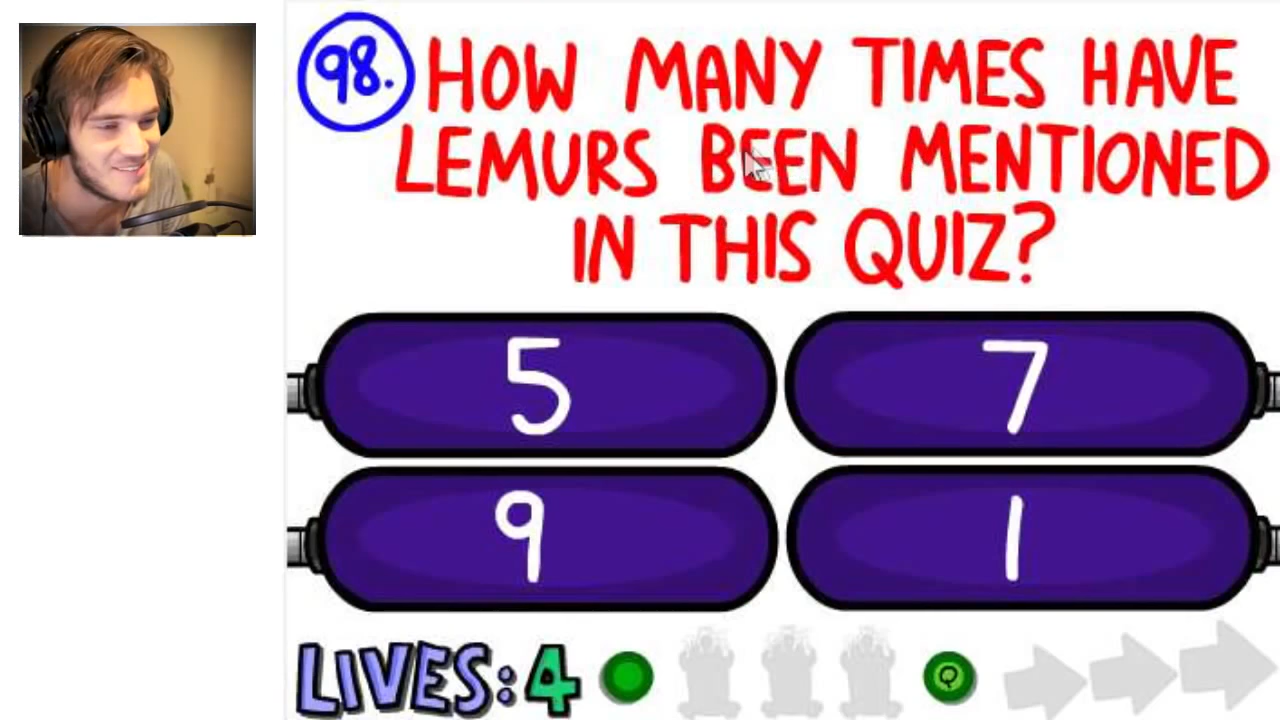 98. HOW MANY TIMES HAVE
LEMURS BEEN MENTIONED
IN THIS QUIZ?
5
7
9
1
LIVES: 4
Q